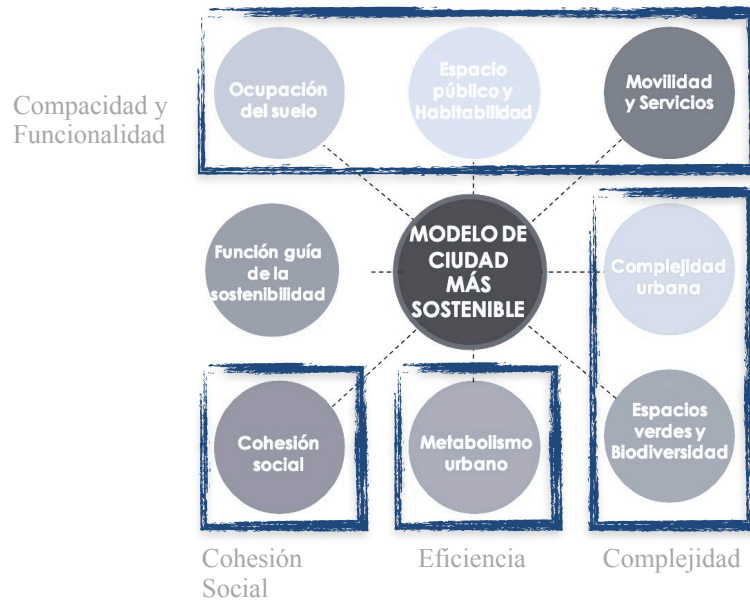 Compacidad y
Funcionalidad
Ocupación
del suelo
Espacio
público y
Habitabilidad
Movilidad
y Servicios
Función guía
de la
sostenibilidad
MODELO DE
CIUDAD
MÁS
SOSTENIBLE
Complejidad
urbana
Cohesión
social
Metabolismo
urbano
Espacios
verdes y
Biodiversidad
Cohesión
Social
Eficiencia
Complejidad